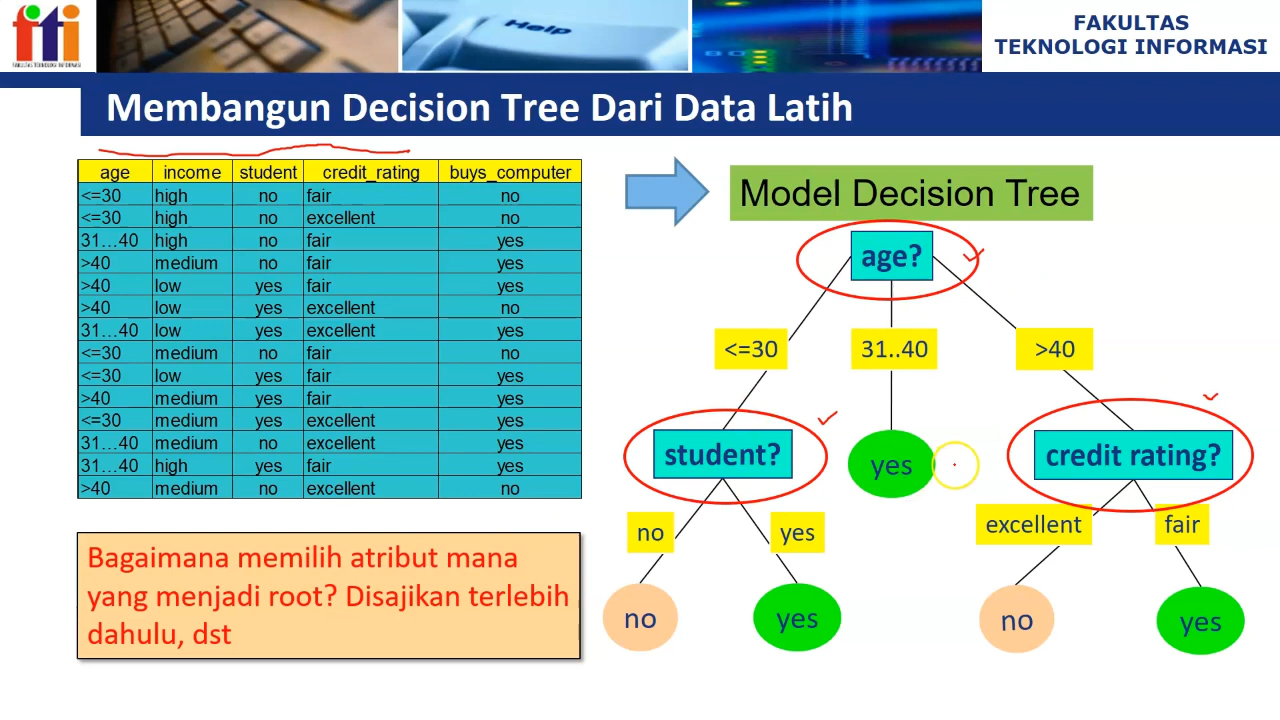 fti
FAKULTAS TEKNOLOGI INFORMASI
Help
FAKULTAS
TEKNOLOGI INFORMASI
Membangun Decision Tree Dari Data Latih
age income student credit_rating buys_computer
<=30 high no fair no
<=30 high no excellent no
31…40 high no fair yes
>40 medium no fair yes
>40 low yes fair yes
>40 low yes excellent no
31…40 low yes excellent yes
<=30 medium no fair no
<=30 low yes fair yes
>40 medium yes fair yes
<=30 medium yes excellent yes
31…40 medium no excellent yes
31…40 high yes fair yes
>40 medium no excellent no
Bagaimana memilih atribut mana
yang menjadi root? Disajikan terlebih
dahulu, dst
Model Decision Tree
age?
<=30 31..40 >40
student? yes credit rating?
no yes excellent fair
no yes no yes